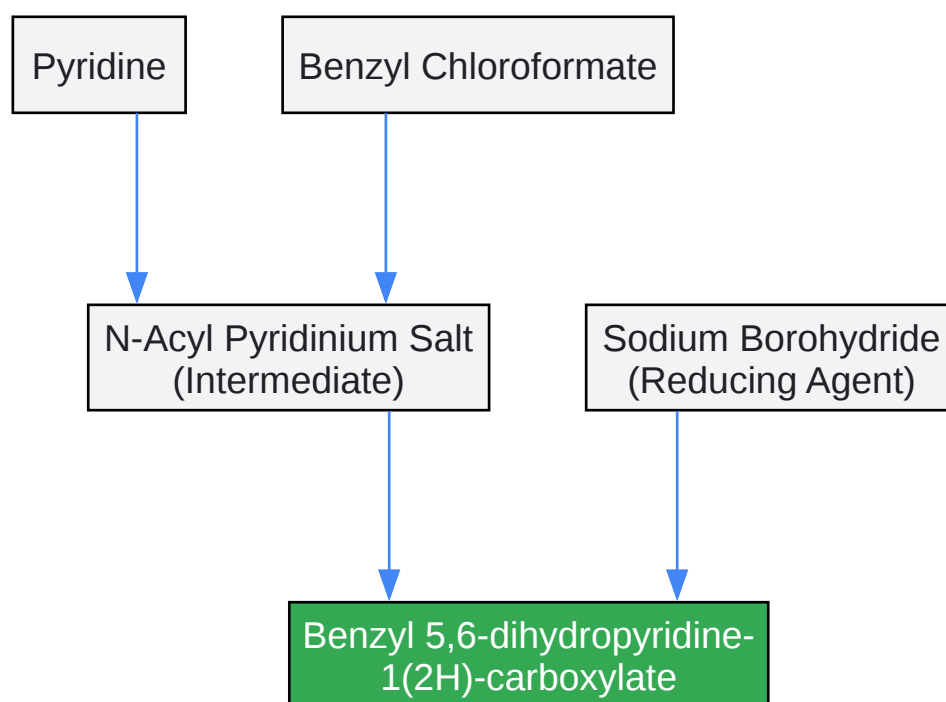 Pyridine
Benzyl Chloroformate
N-Acyl Pyridinium Salt
(Intermediate)
Sodium Borohydride
(Reducing Agent)
Benzyl 5,6-dihydropyridine-
1(2H)-carboxylate